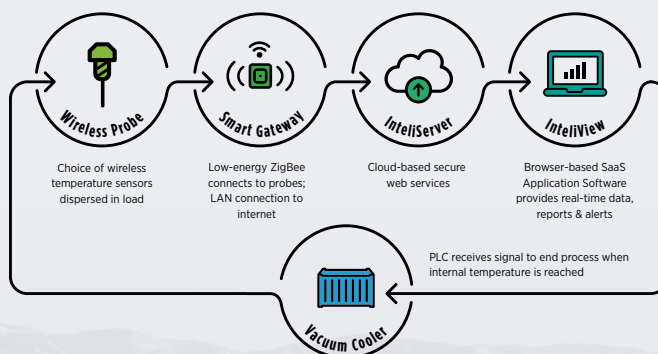 Wireless Probe
Choice of wireless
temperature sensors
dispersed in load
Smart Gateway
Low-energy ZigBee
connects to probes;
LAN connection to
internet
InteliServer
Cloud-based secure
web services
InteliView
Browser-based SaaS
Application Software
provides real-time data,
reports & alerts
PLC receives signal to end process when
internal temperature is reached
Vacuum Cooler